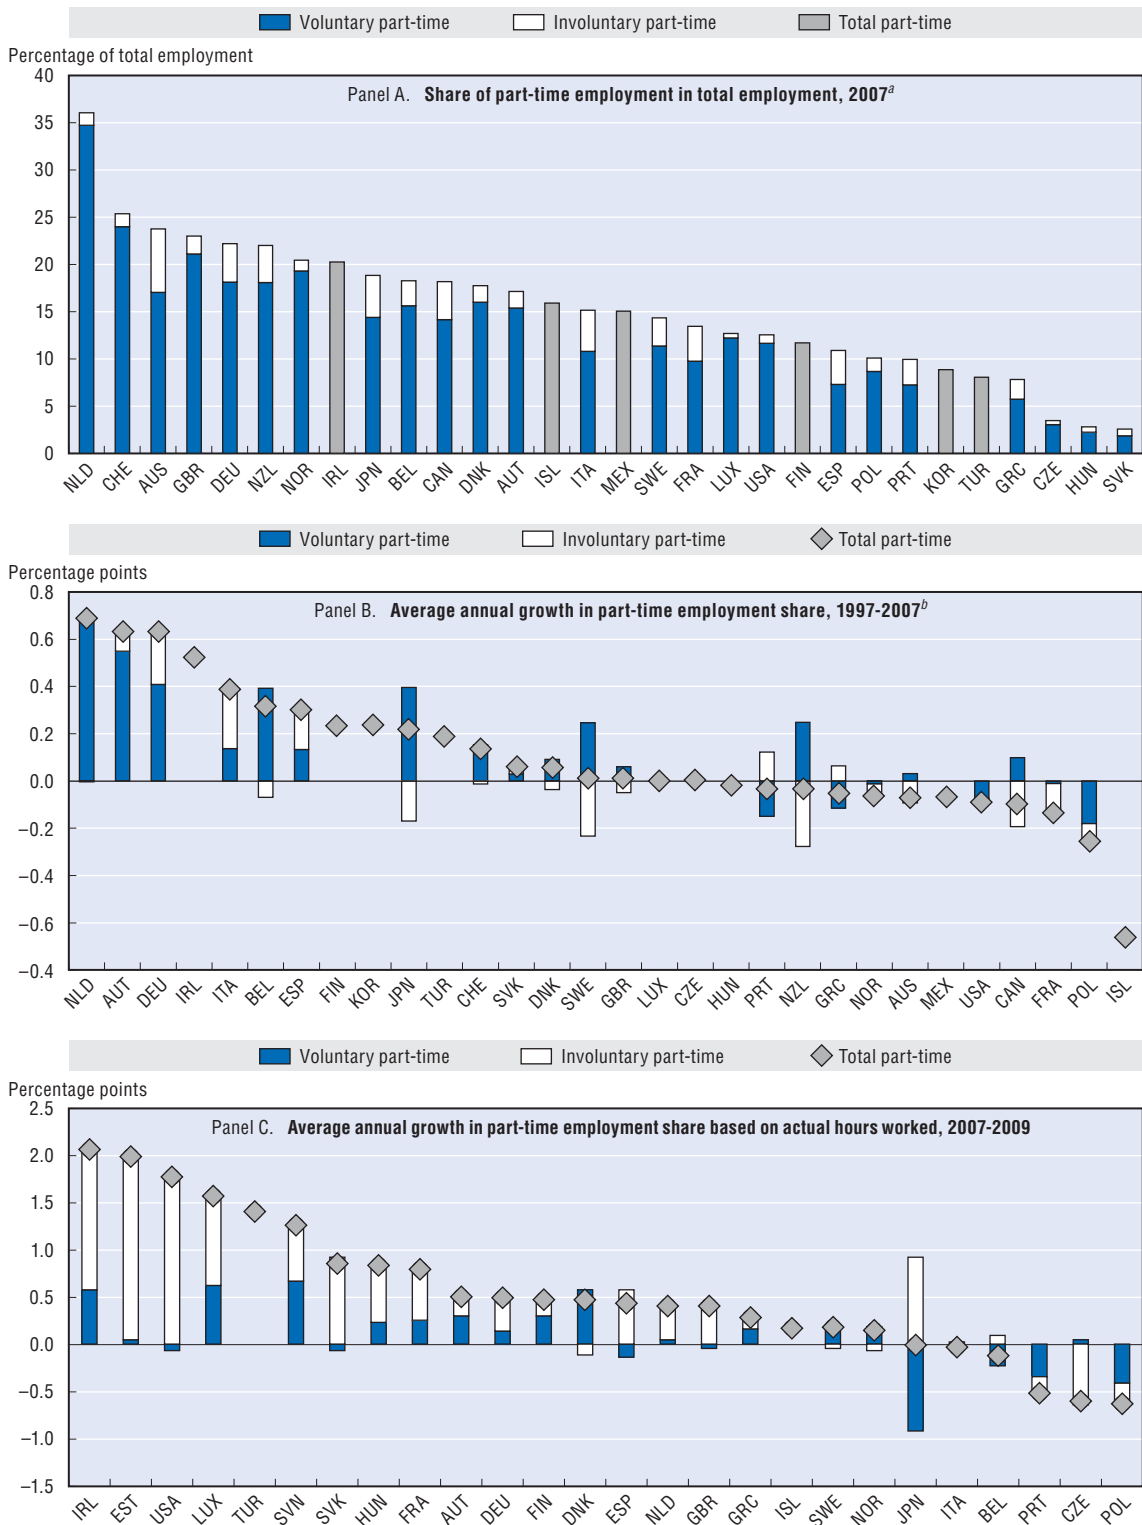 Voluntary part-time Involuntary part-time Total part-time
Percentage of total employment
Panel A. Share of part-time employment in total employment, 2007a
40
35
30
25
20
15
10
5
0
NLD CHE AUS GBR DEU NZL NOR IRL JPN BEL CAN DNK AUT ISL ITA MEX SWE FRA LUX USA FIN ESP POL PRT KOR TUR GRC CZE HUN SVK
Voluntary part-time Involuntary part-time Total part-time
Percentage points
Panel B. Average annual growth in part-time employment share, 1997-2007b
0.8
0.6
0.4
0.2
0.0
–0.2
–0.4
–0.6
–0.4
NLD AUT DEU IRL ITA BEL ESP FIN KOR JPN TUR CHE SVK DNK SWE GBR LUX CZE HUN PRT NZL GRC NOR AUS MEX USA CAN FRA POL ISL
Voluntary part-time Involuntary part-time Total part-time
Percentage points
Panel C. Average annual growth in part-time employment share based on actual hours worked, 2007-2009
2.5
2.0
1.5
1.0
0.5
0.0
–0.5
–1.0
–1.5
IRL EST USA LUX TUR SVN SVK HUN FRA AUT DEU FIN DNK ESP NLD GBR GRC ISL SWE NOR JPN ITA BEL PRT CZE POL